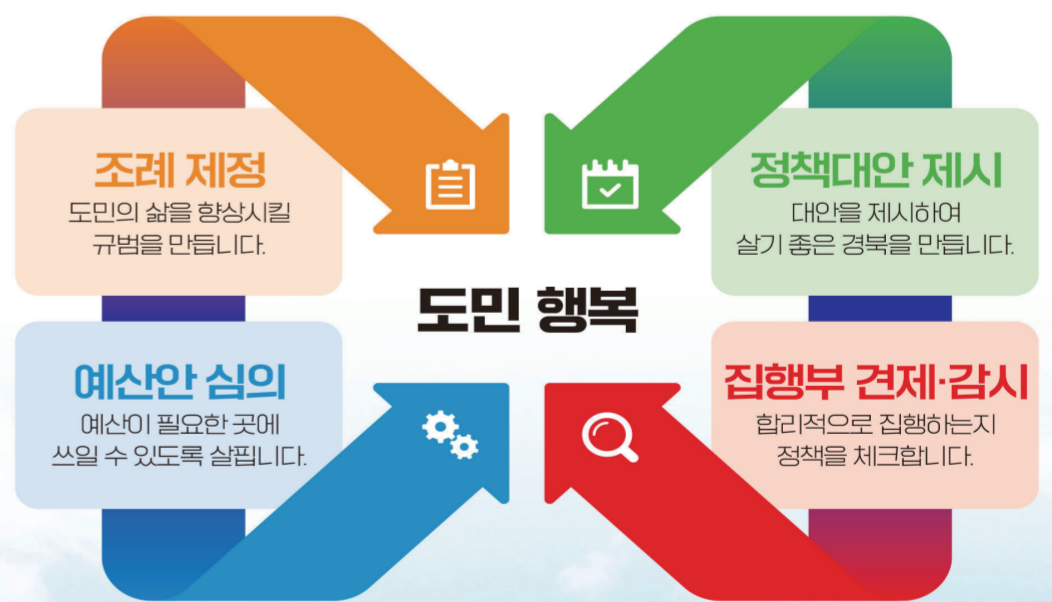 조례 제정
도민의 삶을 향상시킬
규범을 만듭니다.
정책대안 제시
대안을 제시하여
살기 좋은 경북을 만듭니다.
도민 행복
예산안 심의
예산이 필요한 곳에
쓰일 수 있도록 살핍니다.
집행부 견제·감시
합리적으로 집행하는지
정책을 체크합니다.